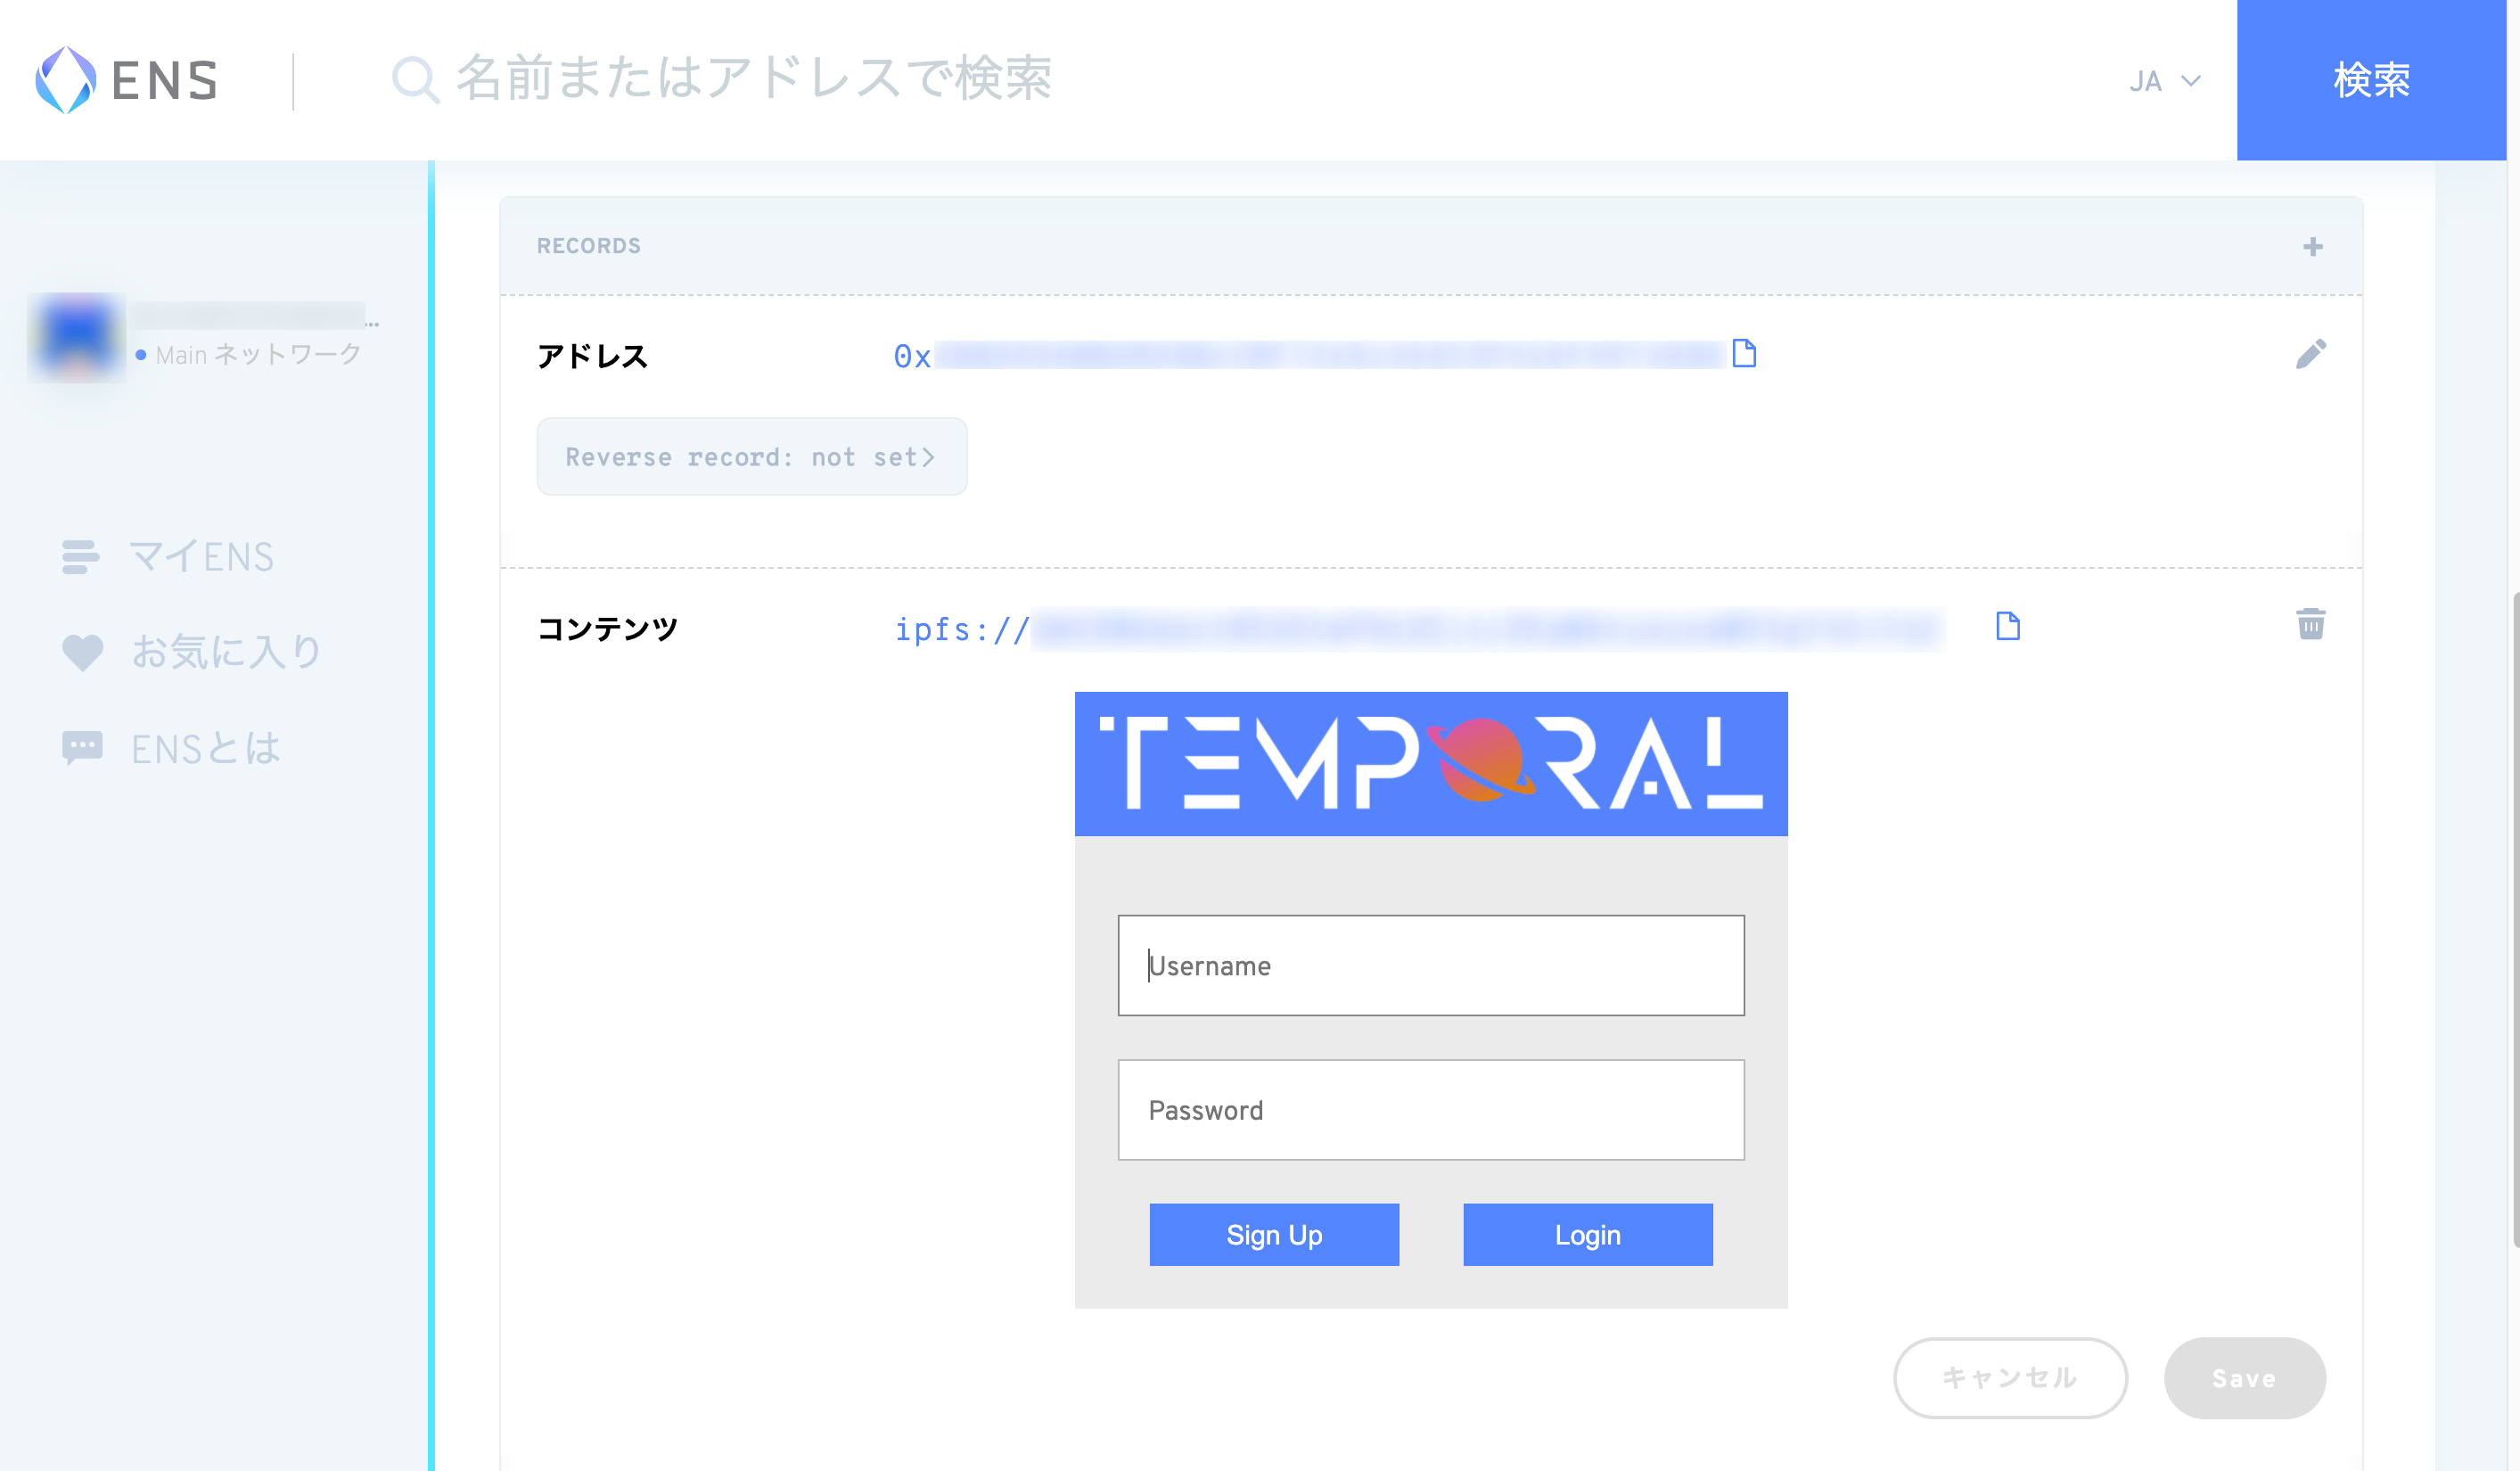 ENS
名前またはアドレスで検索
JA
検索
...
Main ネットワーク
マイENS
お気に入り
ENSとは
RECORDS
アドレス
0x
Reverse record: not set>
コンテンツ
ipfs://
TEMPORAL
Username
Password
Sign Up
Login
キャンセル
Save